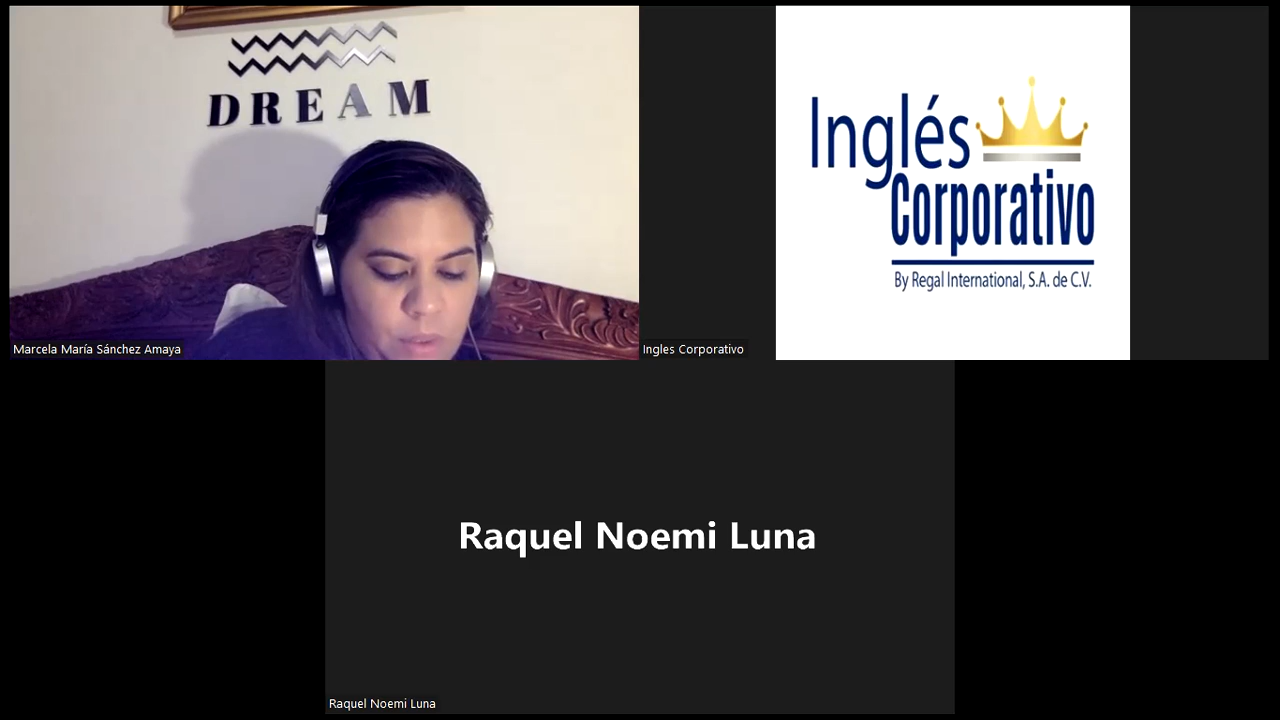 DREAM
Marcela María Sánchez Amaya
Inglés
Corporativo
By Regal International, S.A. de C.V.
Ingles Corporativo
Raquel Noemi Luna
Raquel Noemi Luna